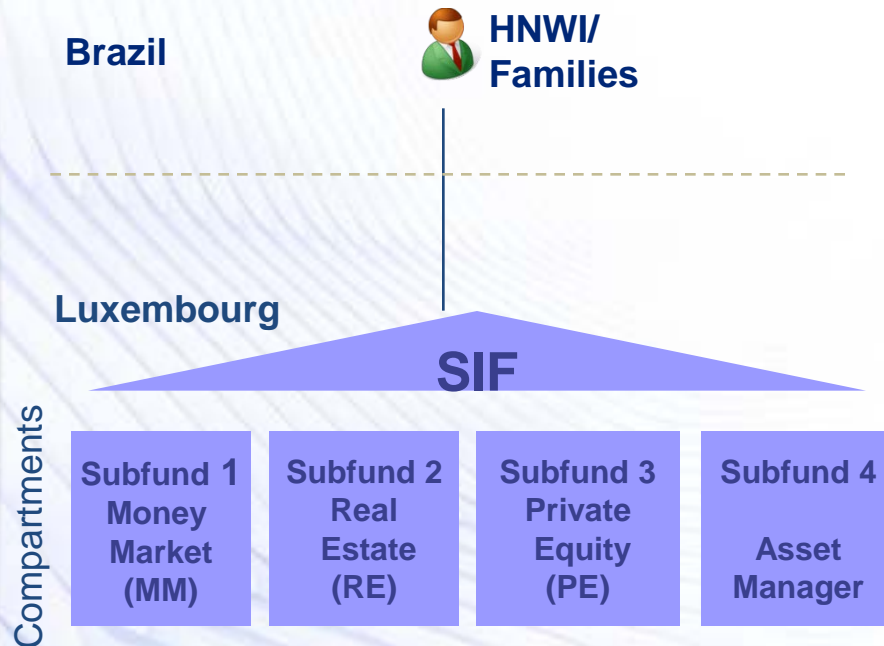 Brazil
HNWI/
Families
Luxembourg
SIF
Compartments
Subfund 1
Money
Market
(MM)
Subfund 2
Real
Estate
(RE)
Subfund 3
Private
Equity
(PE)
Subfund 4
Asset
Manager